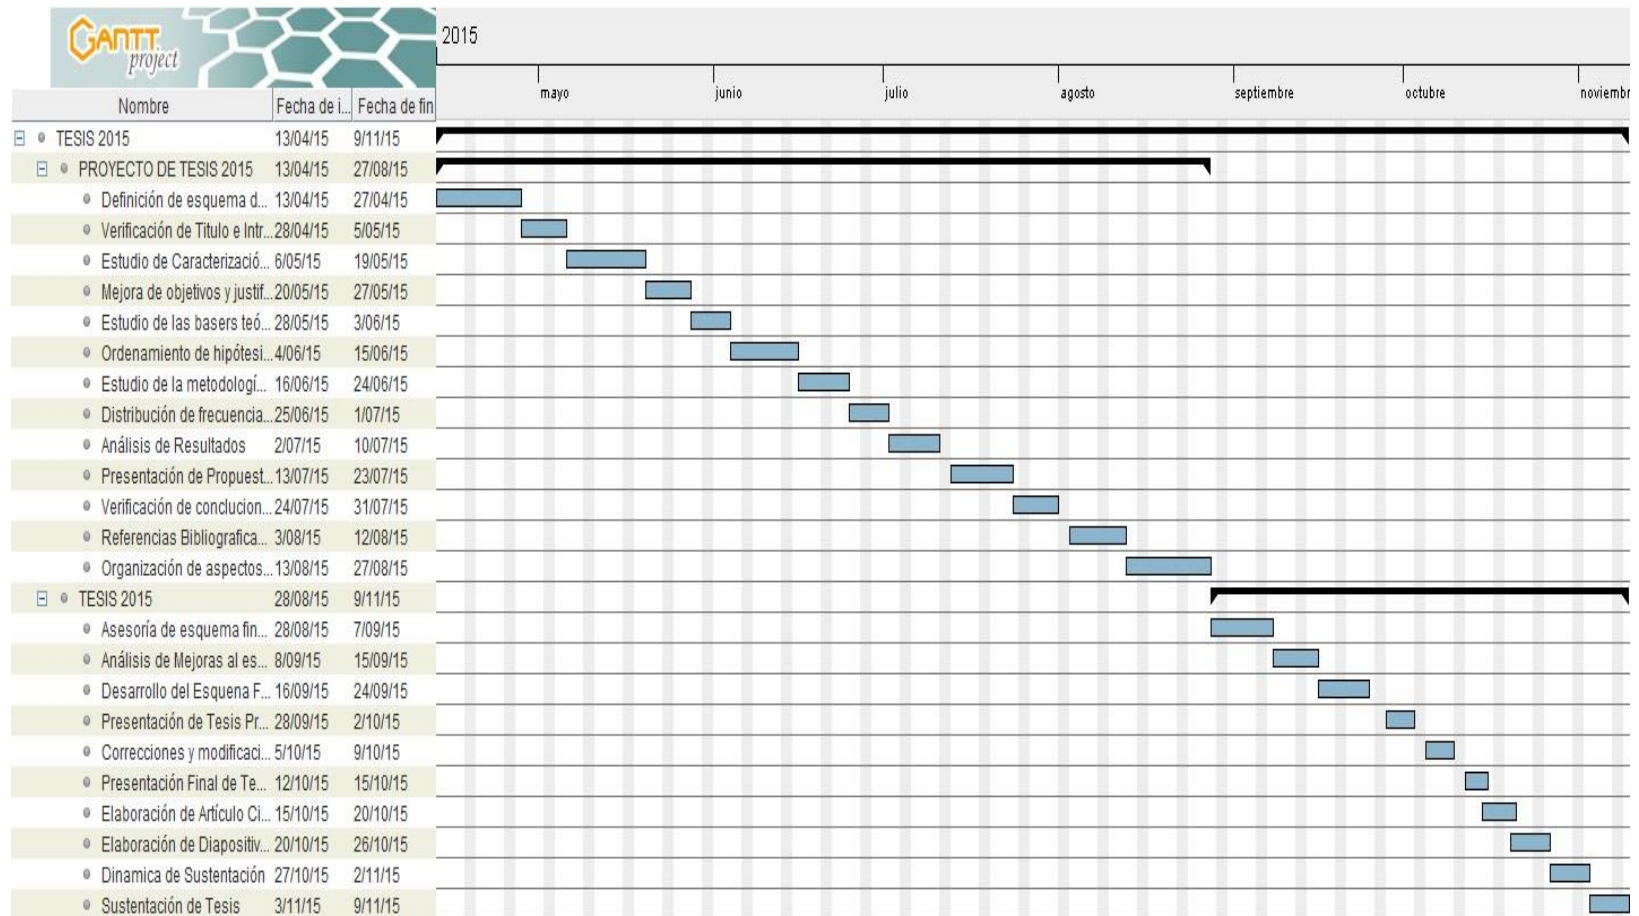 GANTT
project
2015
mayo junio julio agosto septiembre octubre noviembr
Nombre Fecha de i... Fecha de fin
TESIS 2015 13/04/15 9/11/15
PROYECTO DE TESIS 2015 13/04/15 27/08/15
Definición de esquema d... 13/04/15 27/04/15
Verificación de Titulo e Intr... 28/04/15 5/05/15
Estudio de Caracterizació... 6/05/15 19/05/15
Mejora de objetivos y justif... 20/05/15 27/05/15
Estudio de las basers teó... 28/05/15 3/06/15
Ordenamiento de hipótesi... 4/06/15 15/06/15
Estudio de la metodologí... 16/06/15 24/06/15
Distribución de frecuencia... 25/06/15 1/07/15
Análisis de Resultados 2/07/15 10/07/15
Presentación de Propuest... 13/07/15 23/07/15
Verificación de conclucion... 24/07/15 31/07/15
Referencias Bibliografica... 3/08/15 12/08/15
Organización de aspectos... 13/08/15 27/08/15
TESIS 2015 28/08/15 9/11/15
Asesoría de esquema fin... 28/08/15 7/09/15
Análisis de Mejoras al es... 8/09/15 15/09/15
Desarrollo del Esquena F... 16/09/15 24/09/15
Presentación de Tesis Pr... 28/09/15 2/10/15
Correcciones y modificaci... 5/10/15 9/10/15
Presentación Final de Te... 12/10/15 15/10/15
Elaboración de Artículo Ci... 15/10/15 20/10/15
Elaboración de Diapositiv... 20/10/15 26/10/15
Dinamica de Sustentación 27/10/15 2/11/15
Sustentación de Tesis 3/11/15 9/11/15